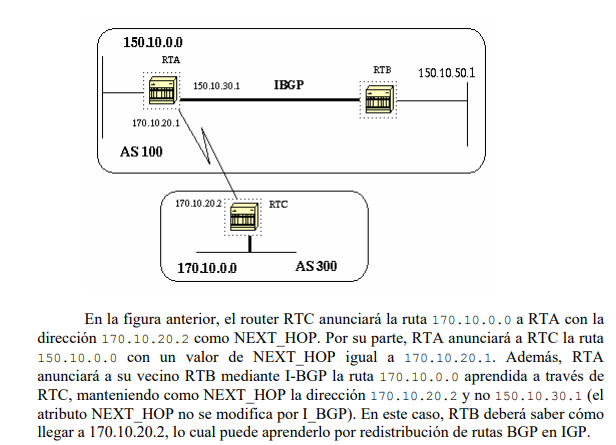 150.10.0.0
RTA
150.10.30.1
IBGP
RTB
150.10.50.1
170.10.20.1
AS 100
170.10.20.2
RTC
170.10.0.0
AS 300
En la figura anterior, el router RTC anunciará la ruta 170.10.0.0 a RTA con la
dirección 170.10.20.2 como NEXT_HOP. Por su parte, RTA anunciará a RTC la ruta
150.10.0.0 con un valor de NEXT_HOP igual a 170.10.20.1. Además, RTA
anunciará a su vecino RTB mediante I-BGP la ruta 170.10.0.0 aprendida a través de
RTC, manteniendo como NEXT_HOP la dirección 170.10.20.2 y no 150.10.30.1 (el
atributo NEXT_HOP no se modifica por I_BGP). En este caso, RTB deberá saber cómo
llegar a 170.10.20.2, lo cual puede aprenderlo por redistribución de rutas BGP en IGP.